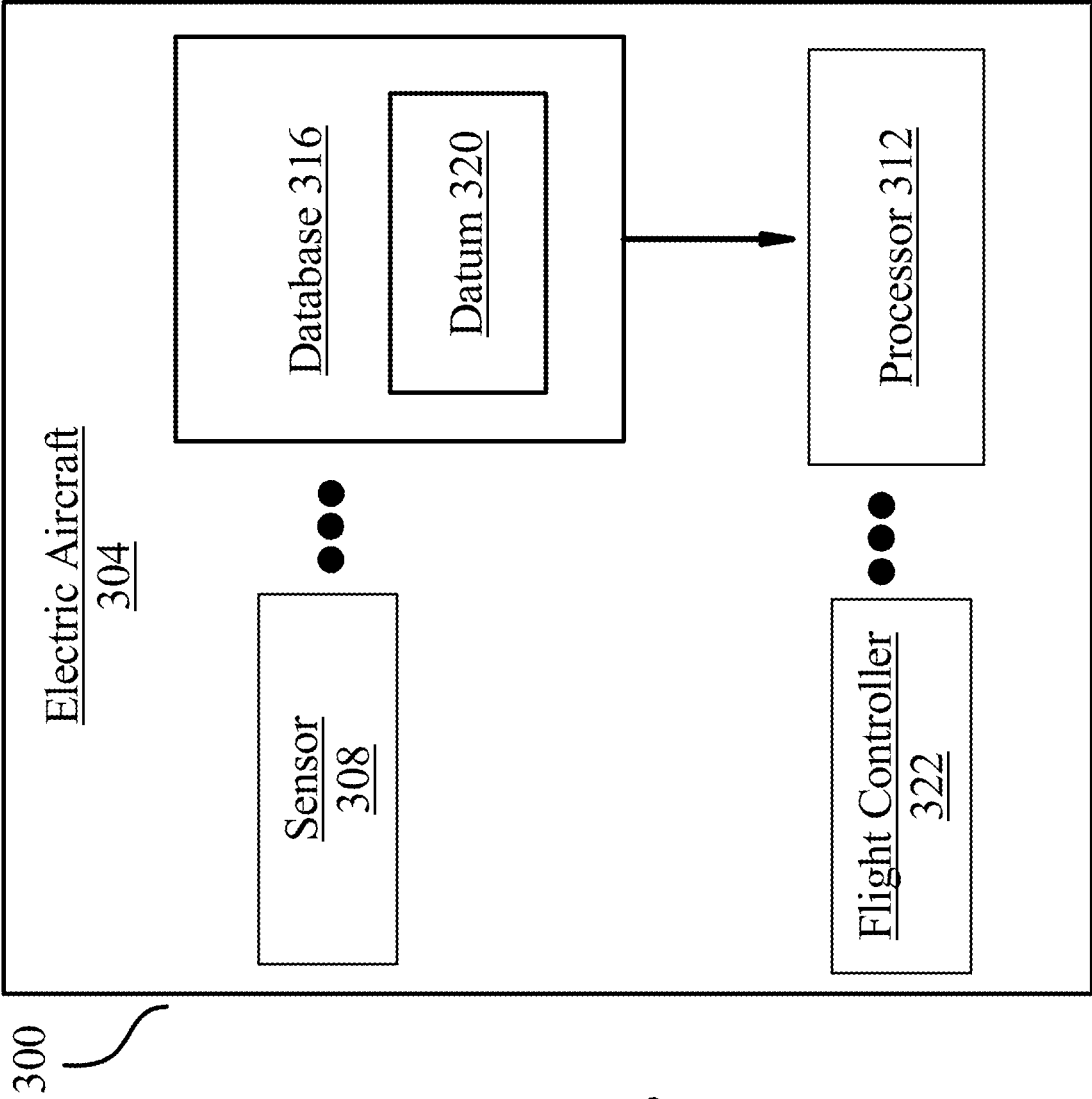 300
Electric Aircraft
304
Sensor
308
Database 316
Datum 320
Flight Controller
322
Processor 312